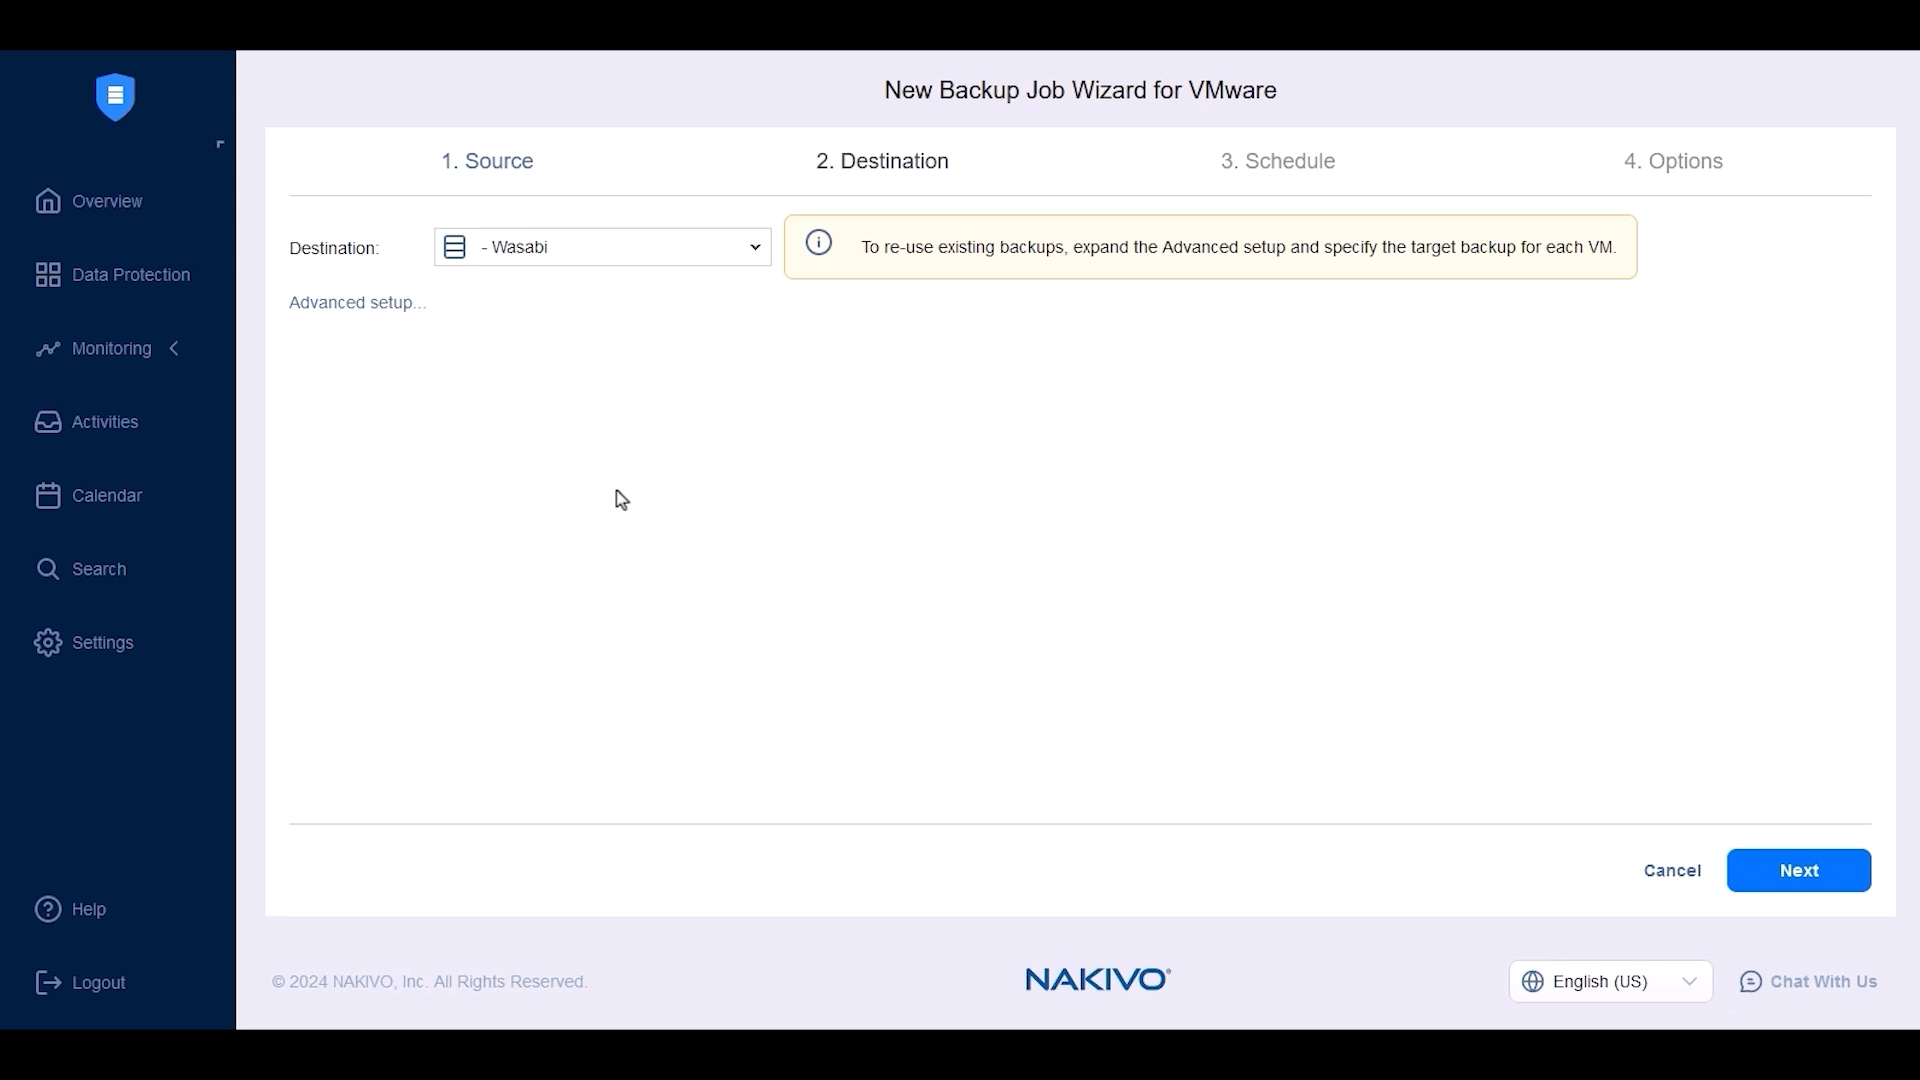 New Backup Job Wizard for VMware
1. Source
2. Destination
3. Schedule
4. Options
Overview
Data Protection
Monitoring
Activities
Calendar
Search
Settings
Help
Logout
Destination:
- Wasabi
To re-use existing backups, expand the Advanced setup and specify the target backup for each VM.
Advanced setup...
Cancel
Next
© 2024 NAKIVO, Inc. All Rights Reserved.
NAKIVO®
English (US)
Chat With Us